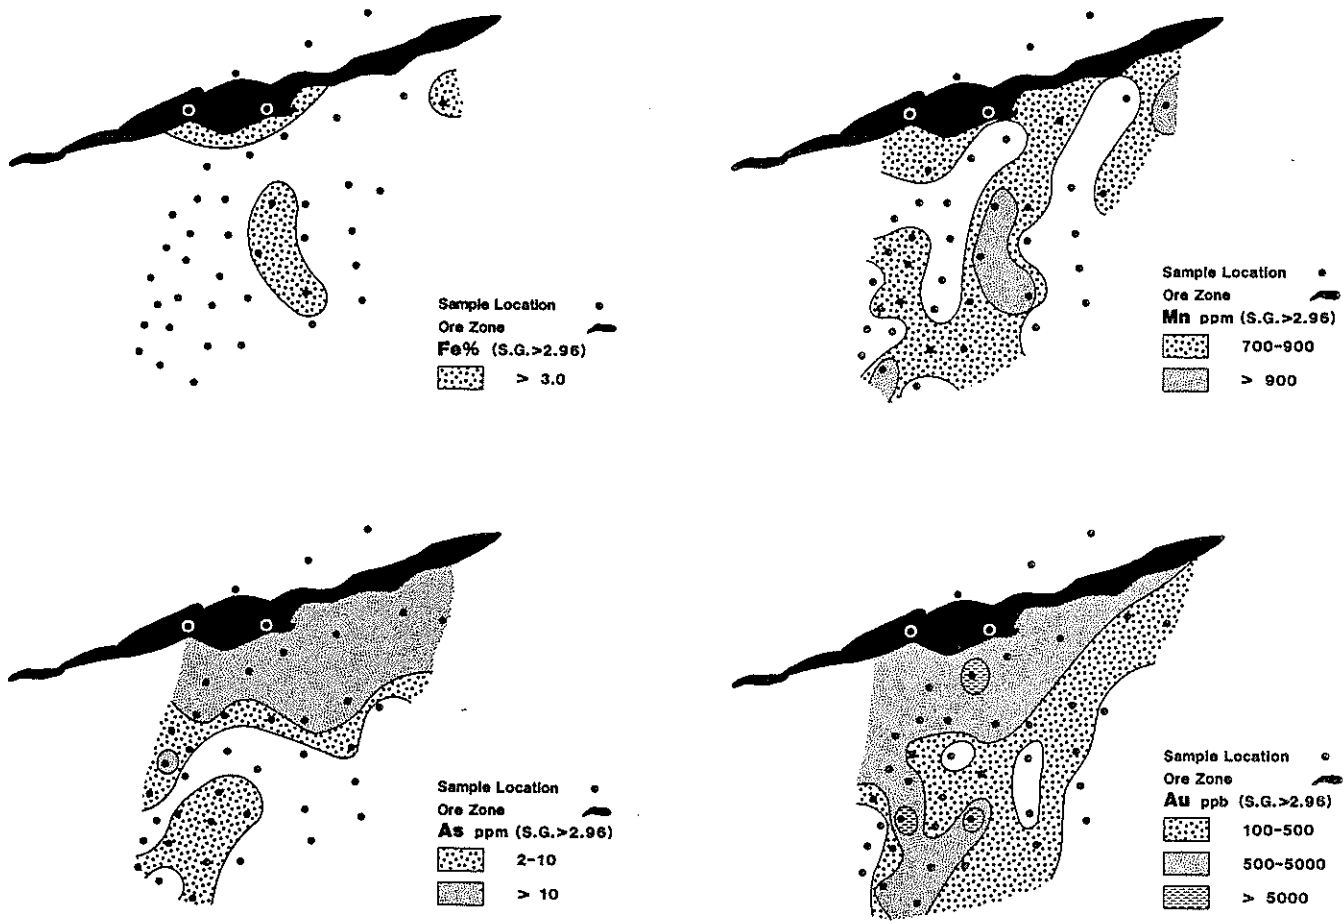 Sample Location
Ore Zone
Fe% (S.G.>2.96)
> 3.0
Sample Location
Ore Zone
Mn ppm (S.G.>2.96)
700-900
> 900
Sample Location
Ore Zone
As ppm (S.G.>2.96)
2-10
> 10
Sample Location
Ore Zone
Au ppb (S.G.>2.96)
100-500
500-5000
> 5000